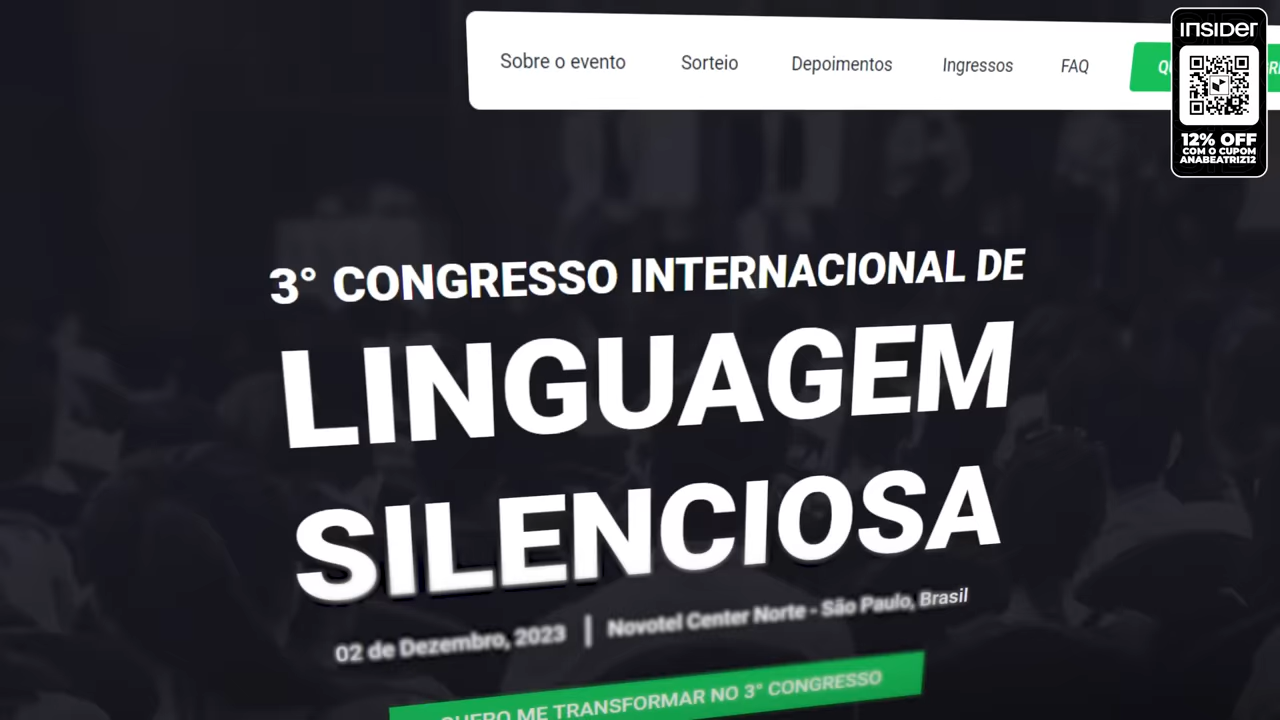 Sobre o evento Sorteio Depoimentos Ingressos FAQ
INSIDER
12% OFF
COM O CUPOM
ANABEATRIZ12
3° CONGRESSO INTERNACIONAL DE
LINGUAGEM
SILENCIOSA
02 de Dezembro, 2023 | Novotel Center Norte - São Paulo, Brasil
QUERO ME TRANSFORMAR NO 3° CONGRESSO